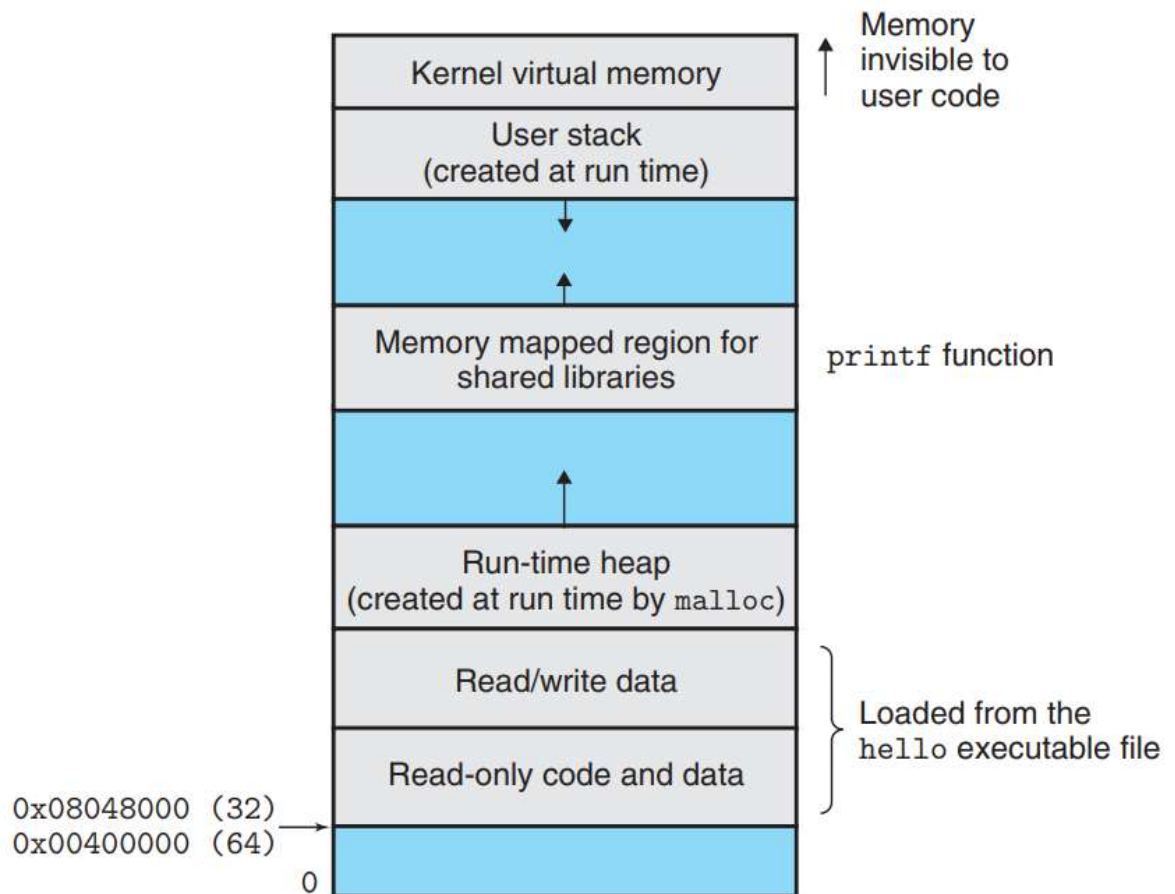 Memory
invisible to
user code
Kernel virtual memory
User stack
(created at run time)
Memory mapped region for
shared libraries
printf function
Run-time heap
(created at run time by malloc)
Read/write data
Loaded from the
hello executable file
Read-only code and data
0x08048000 (32)
0x00400000 (64)
0